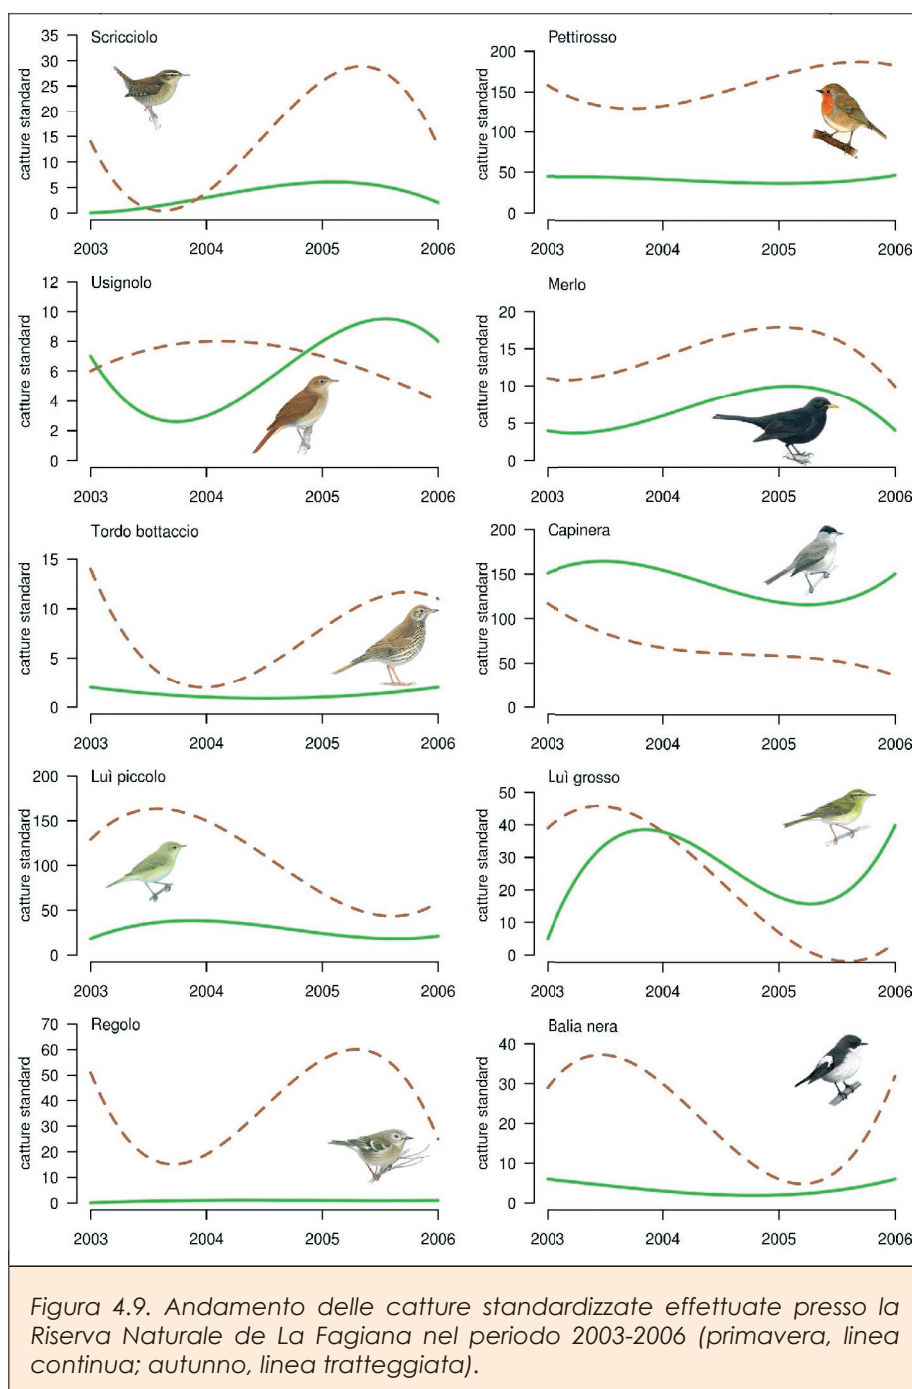 Scricciolo
catture standard
35
30
25
20
15
10
5
0
2003 2004 2005 2006
Pettirosso
catture standard
200
150
100
50
0
2003 2004 2005 2006
Usignolo
catture standard
12
10
8
6
4
2
0
2003 2004 2005 2006
Merlo
catture standard
20
15
10
5
0
2003 2004 2005 2006
Tordo bottaccio
catture standard
15
10
5
0
2003 2004 2005 2006
Capinera
catture standard
200
150
100
50
0
2003 2004 2005 2006
Luì piccolo
catture standard
200
150
100
50
0
2003 2004 2005 2006
Luì grosso
catture standard
50
40
30
20
10
0
2003 2004 2005 2006
Regolo
catture standard
70
60
50
40
30
20
10
0
2003 2004 2005 2006
Balia nera
catture standard
40
30
20
10
0
2003 2004 2005 2006
Figura 4.9. Andamento delle catture standardizzate effettuate presso la
Riserva Naturale de La Fagiana nel periodo 2003-2006 (primavera, linea
continua; autunno, linea tratteggiata).